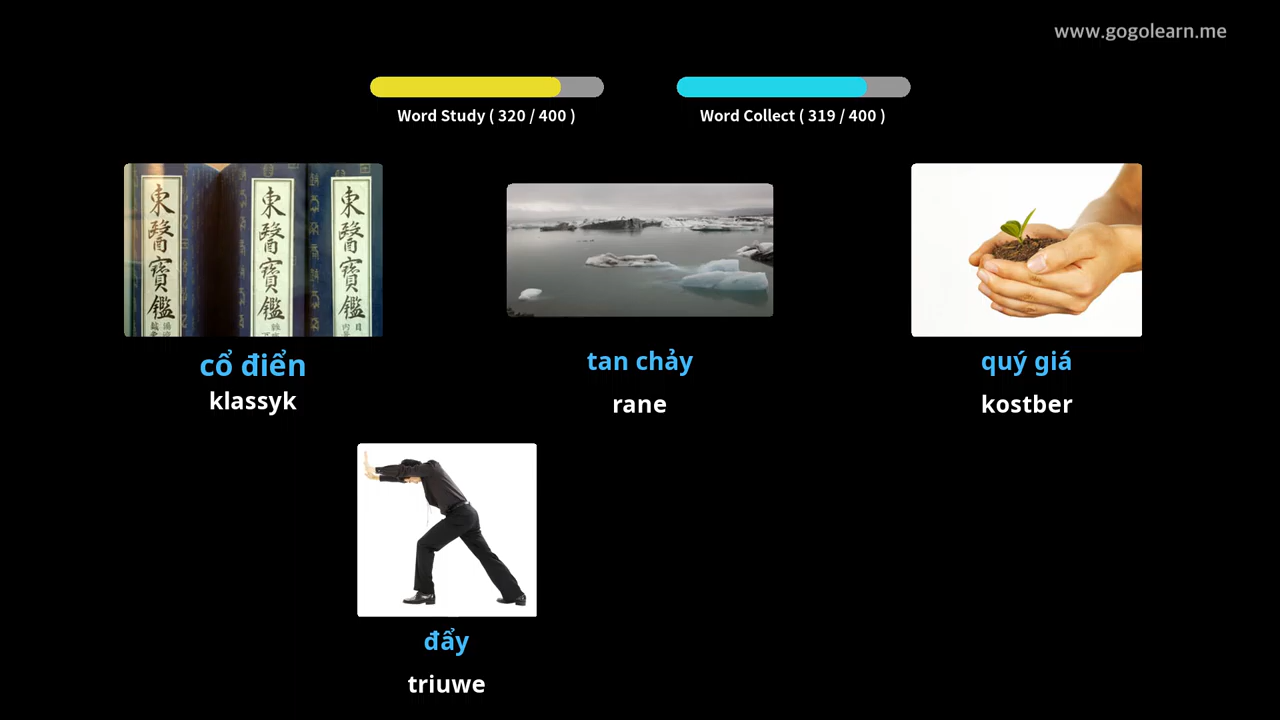 www.gogolearn.me
Word Study ( 320 / 400 )
Word Collect ( 319 / 400 )
東醫寶鑑
東醫寶鑑
東醫寶鑑
cổ điển
klassyk
tan chảy
rane
quý giá
kostber
đẩy
triuwe